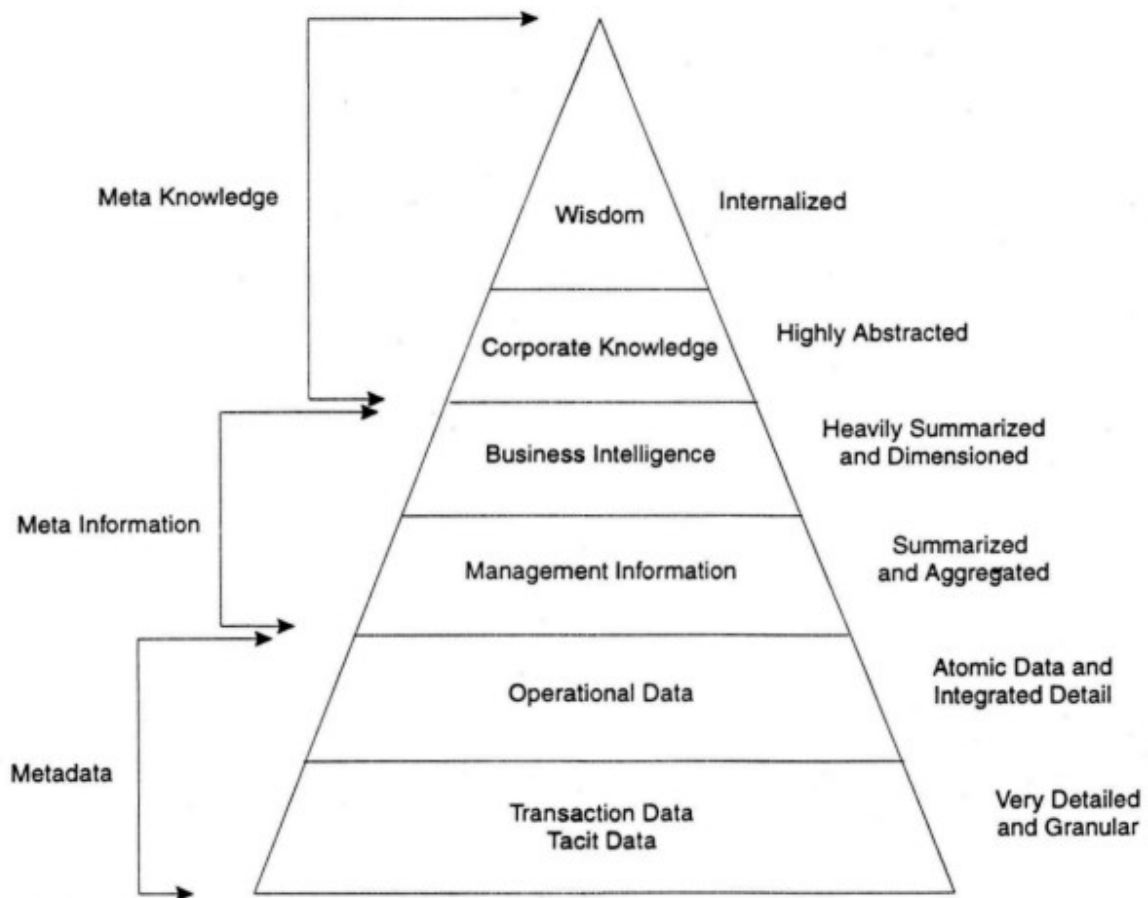 Meta Knowledge
Wisdom
Internalized
Corporate Knowledge
Highly Abstracted
Business Intelligence
Heavily Summarized
and Dimensioned
Meta Information
Management Information
Summarized
and Aggregated
Operational Data
Atomic Data and
Integrated Detail
Metadata
Transaction Data
Tacit Data
Very Detailed
and Granular